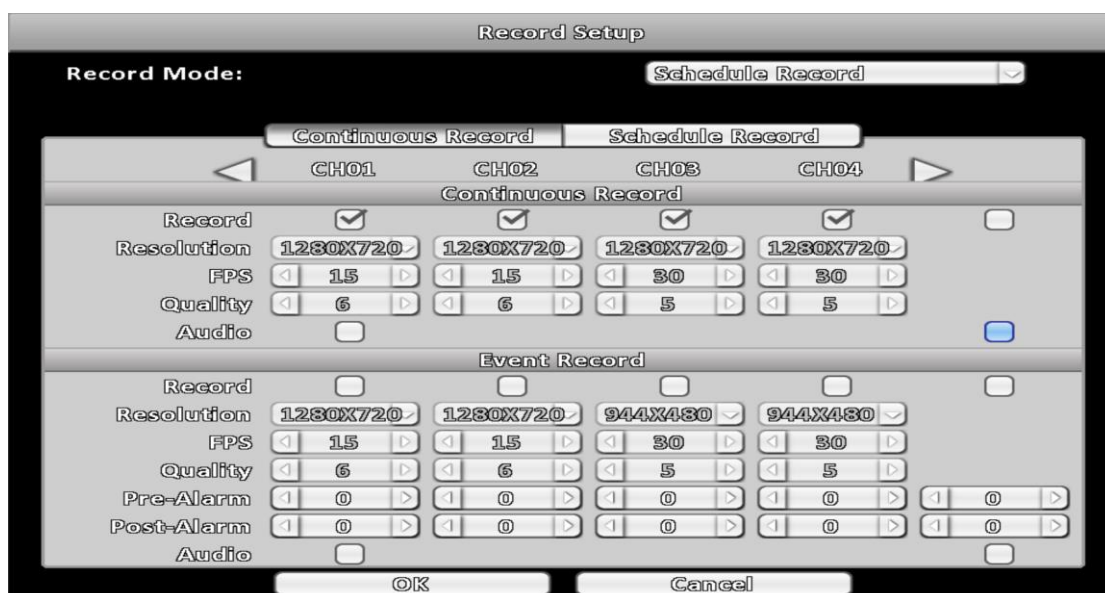 Record Setup
Record Mode: Schedule Record
Continuous Record Schedule Record
CH01 CH02 CH03 CH04
Continuous Record
Record
Resolution 1280X720 1280X720 1280X720 1280X720
FPS 15 15 30 30
Quality 6 6 5 5
Audio
Event Record
Record
Resolution 1280X720 1280X720 944X480 944X480
FPS 15 15 30 30
Quality 6 6 5 5
Pre-Alarm 0 0 0 0 0
Post-Alarm 0 0 0 0 0
Audio
OK Cancel